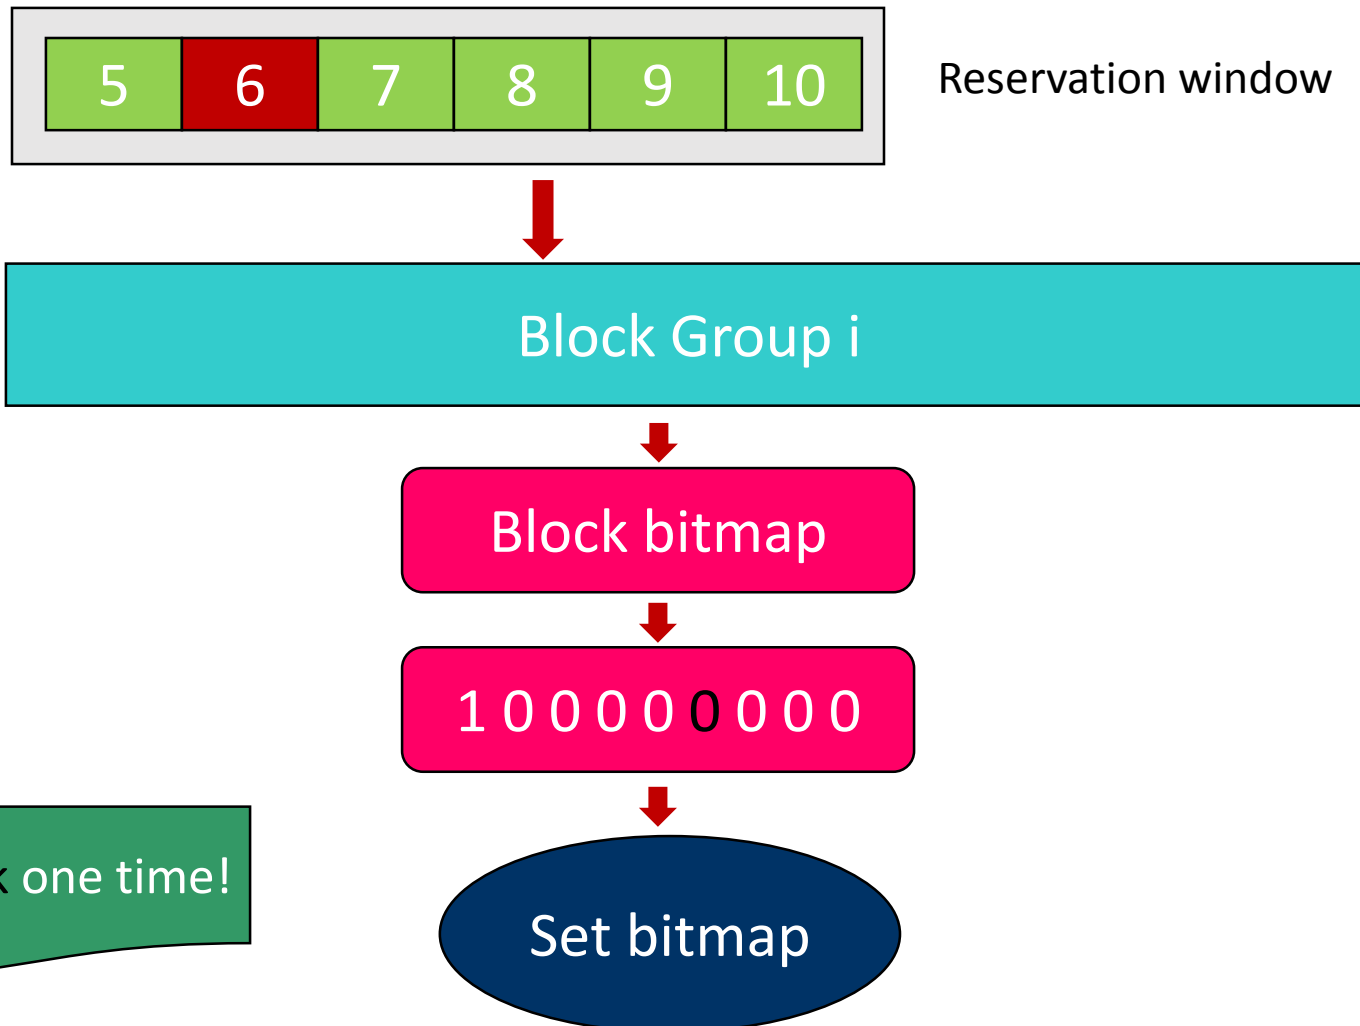 5 6 7 8 9 10
Reservation window
Block Group i
Block bitmap
1 0 0 0 0 0 0 0 0
one time!
Set bitmap